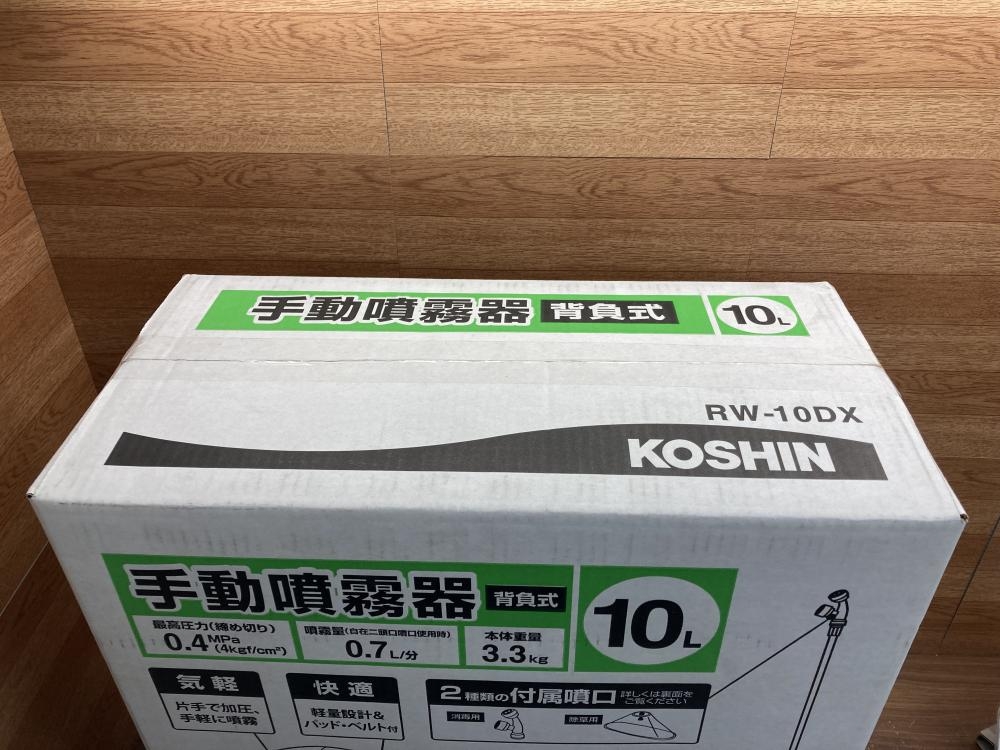 手動噴霧器 背負式 10L
RW-10DX
KOSHIN
手動噴霧器 背負式 10L
最高圧力(締め切り) 0.4MPa (4kgf/cm²)
噴霧量(自在二頭口噴口使用時) 0.7L/分
本体重量 3.3kg
気軽
片手で加圧、
手軽に噴霧
快適
軽量設計&
パッド・ベルト付
2種類の付属噴口 詳しくは裏面をご覧ください
消毒用
除草用